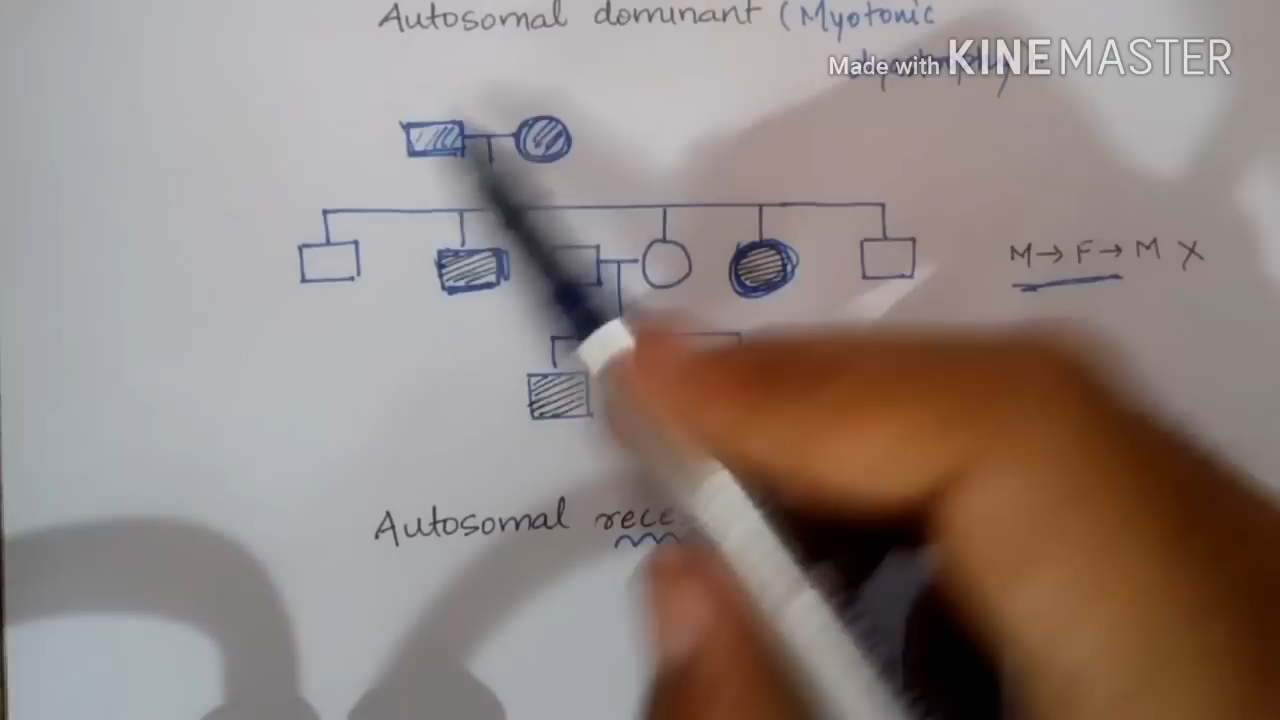 Autosomal dominant (Myotonic
Made with KINEMASTER
M→ F→ M X
Autosomal rece